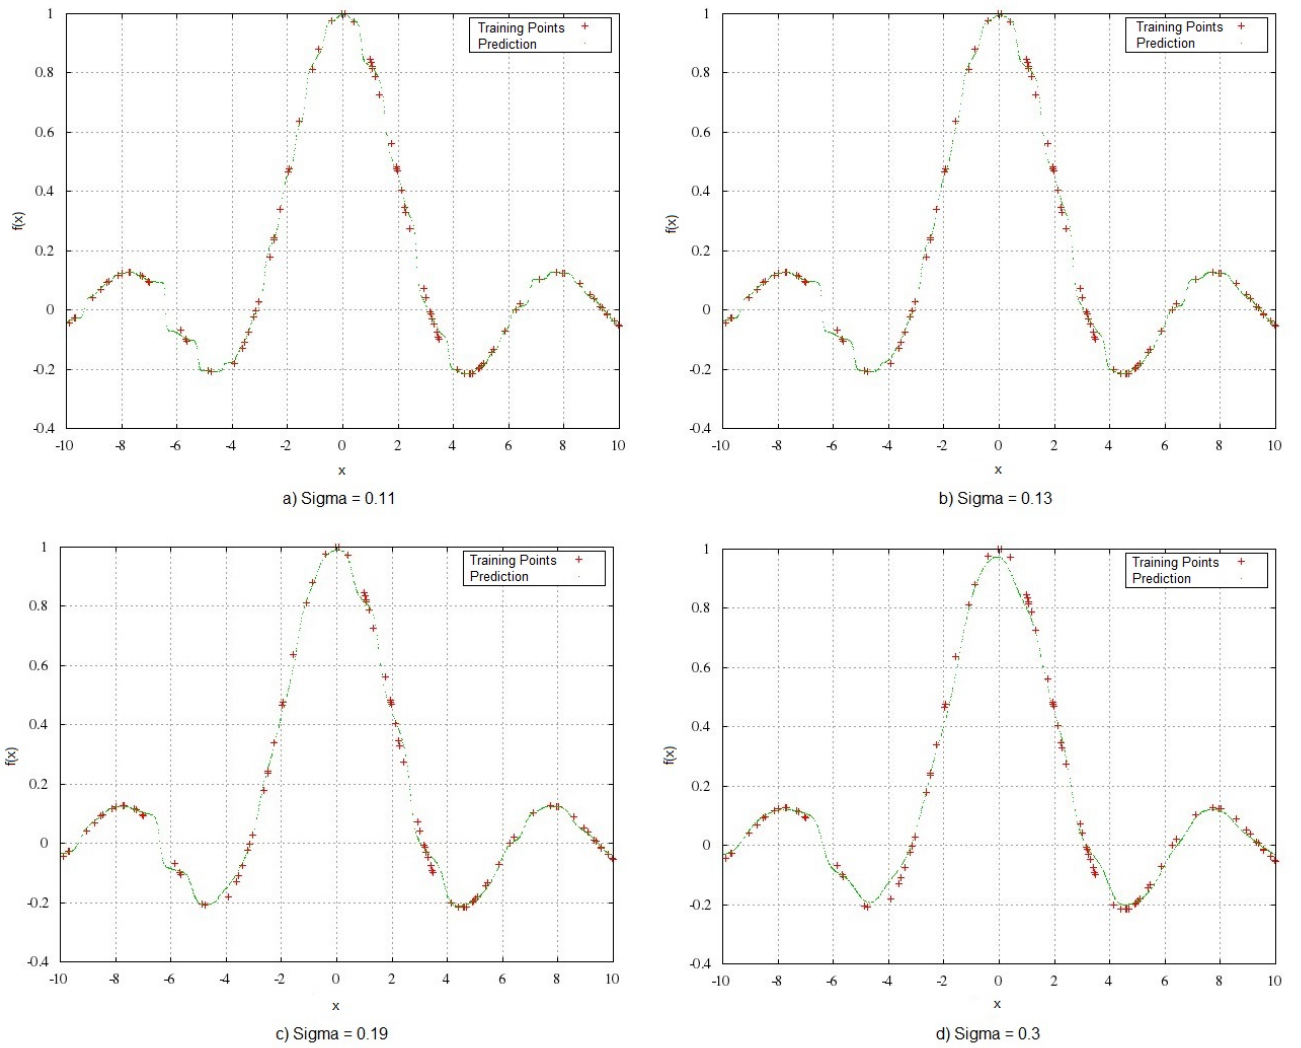 1
0.8
0.6
0.4
0.2
0
-0.2
-0.4
f(x)
Training Points
Prediction
-10 -8 -6 -4 -2 0 2 4 6 8 10
x
a) Sigma = 0.11
1
0.8
0.6
0.4
0.2
0
-0.2
-0.4
f(x)
Training Points
Prediction
-10 -8 -6 -4 -2 0 2 4 6 8 10
x
b) Sigma = 0.13
1
0.8
0.6
0.4
0.2
0
-0.2
-0.4
f(x)
Training Points
Prediction
-10 -8 -6 -4 -2 0 2 4 6 8 10
x
c) Sigma = 0.19
1
0.8
0.6
0.4
0.2
0
-0.2
-0.4
f(x)
Training Points
Prediction
-10 -8 -6 -4 -2 0 2 4 6 8 10
x
d) Sigma = 0.3